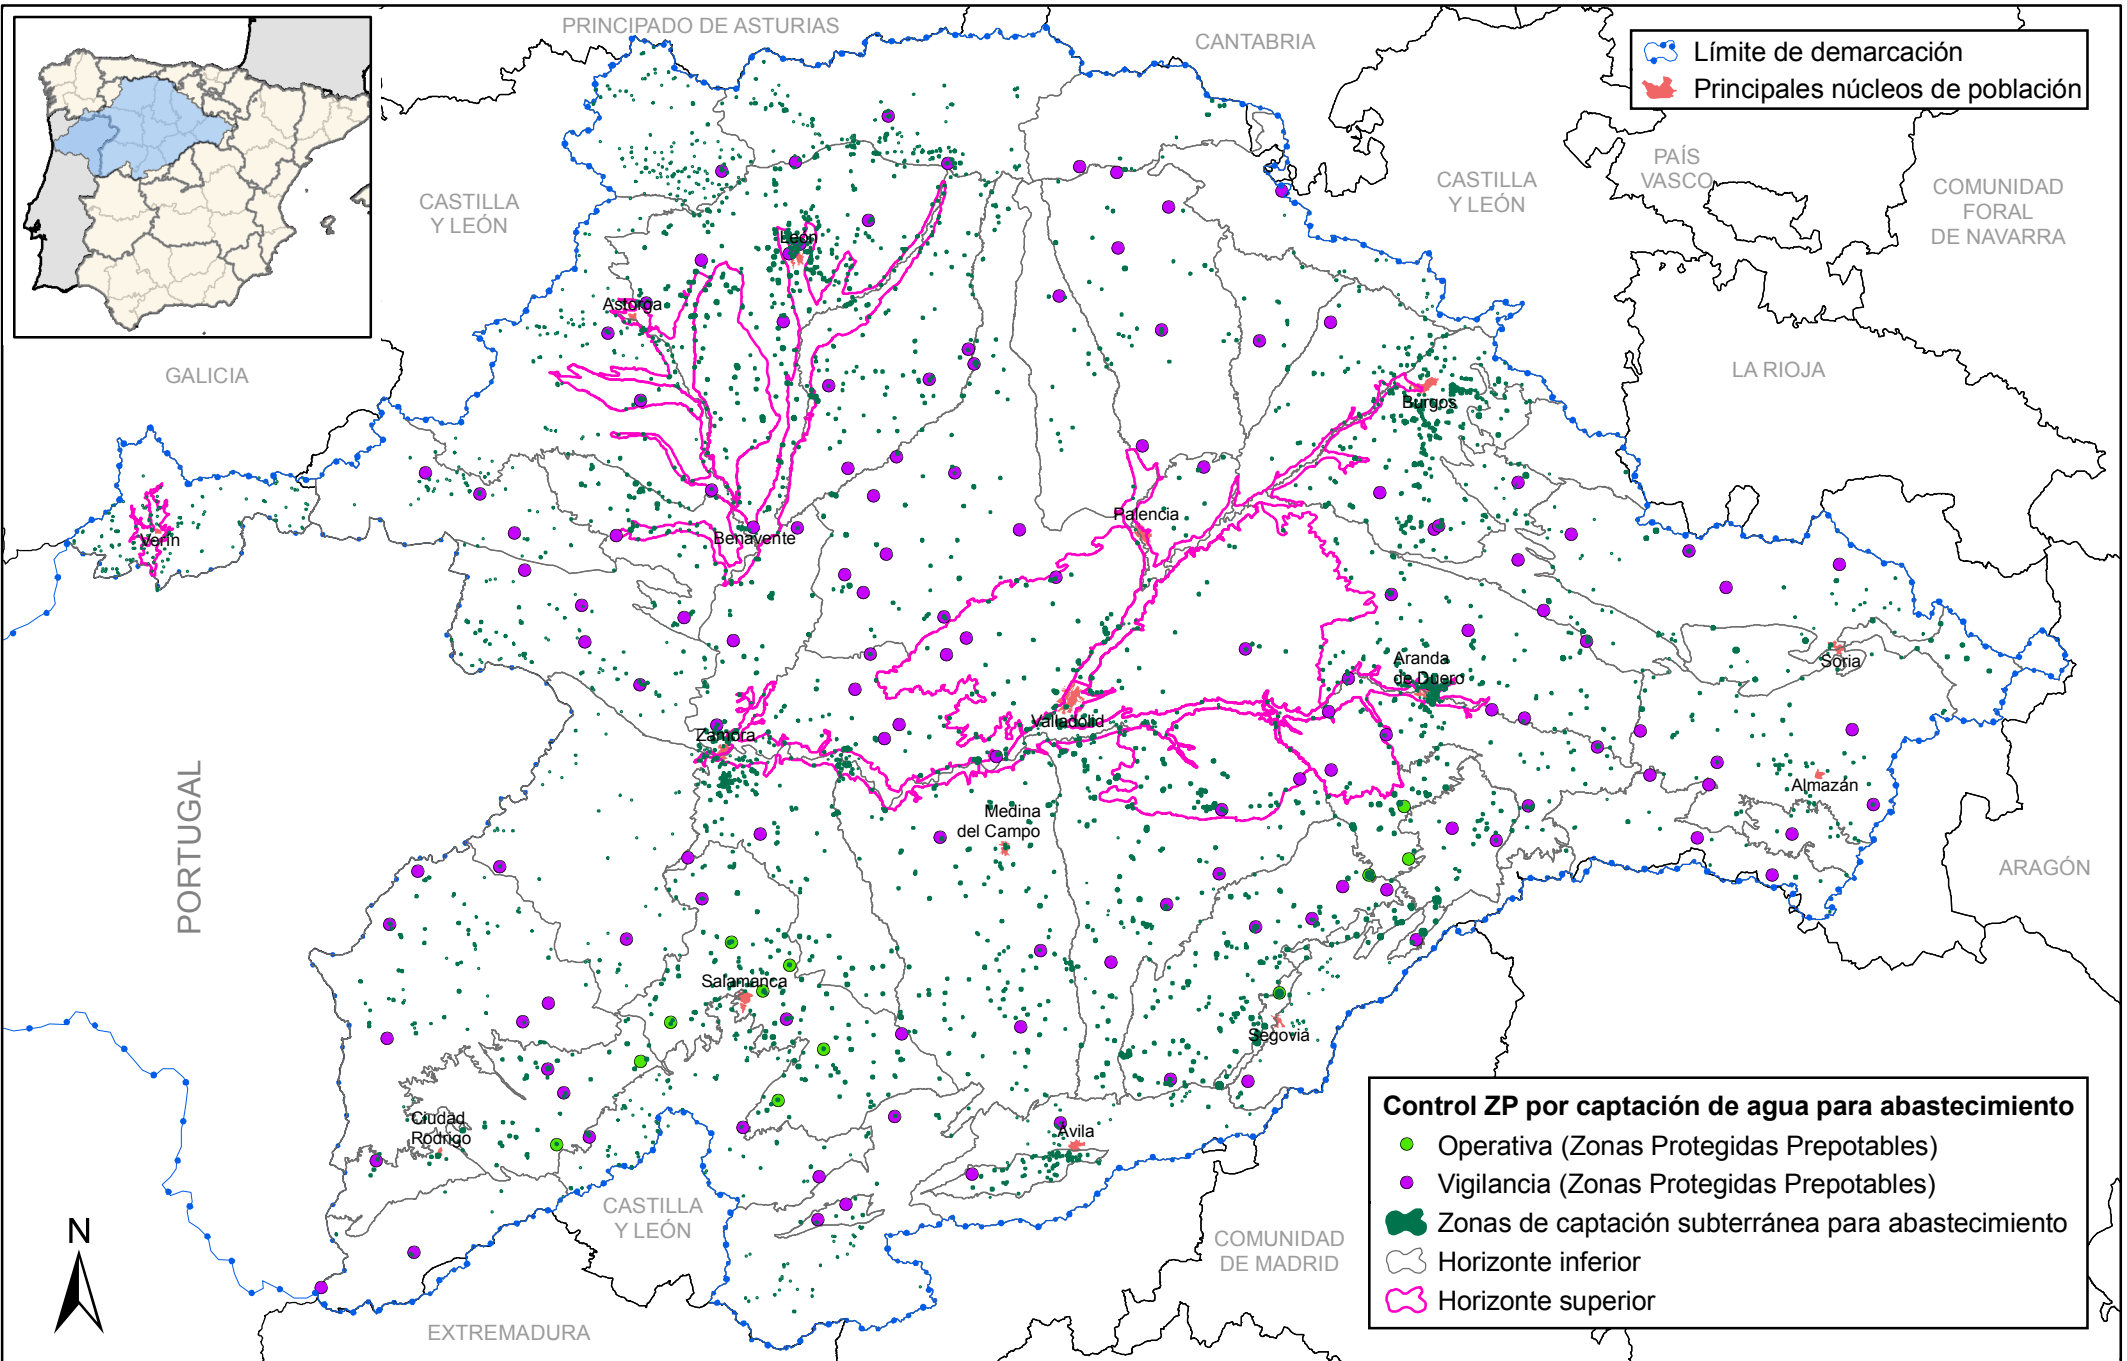 PRINCIPADO DE ASTURIAS
CANTABRIA
Límite de demarcación
Principales núcleos de población
PAÍS
VASCO
CASTILLA
Y LEÓN
COMUNIDAD
FORAL
DE NAVARRA
CASTILLA
Y LEÓN
León
Astorga
GALICIA
LA RIOJA
Burgos
Palencia
Verín
Benavente
Aranda
de Duero
Soria
Valladolid
Zamora
Almazán
Medina
del Campo
PORTUGAL
ARAGÓN
Salamanca
Segovia
Ciudad
Rodrigo
Ávila
CASTILLA
Y LEÓN
COMUNIDAD
DE MADRID
EXTREMADURA
N
Control ZP por captación de agua para abastecimiento
Operativa (Zonas Protegidas Prepotables)
Vigilancia (Zonas Protegidas Prepotables)
Zonas de captación subterránea para abastecimiento
Horizonte inferior
Horizonte superior